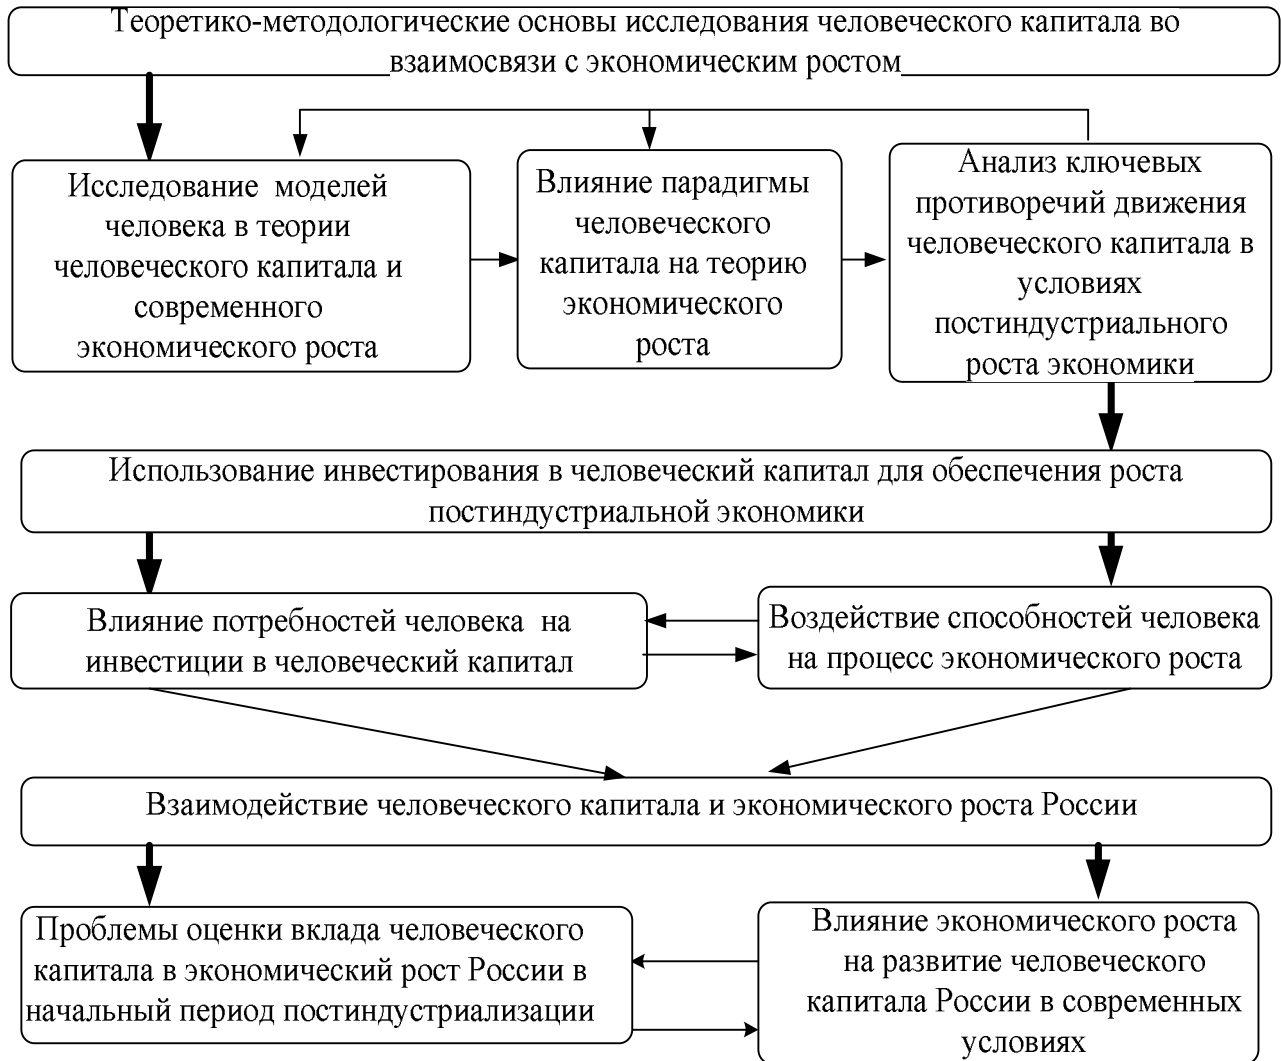 Теоретико-методологические основы исследования человеческого капитала во
взаимосвязи с экономическим ростом
Исследование моделей
человека в теории
человеческого капитала и
современного
экономического роста
Влияние парадигмы
человеческого
капитала на теорию
экономического
роста
Анализ ключевых
противоречий движения
человеческого капитала в
условиях
постиндустриального
роста экономики
Использование инвестирования в человеческий капитал для обеспечения роста
постиндустриальной экономики
Влияние потребностей человека на
инвестиции в человеческий капитал
Воздействие способностей человека
на процесс экономического роста
Взаимодействие человеческого капитала и экономического роста России
Проблемы оценки вклада человеческого
капитала в экономический рост России в
начальный период постиндустриализации
Влияние экономического роста
на развитие человеческого
капитала России в современных
условиях